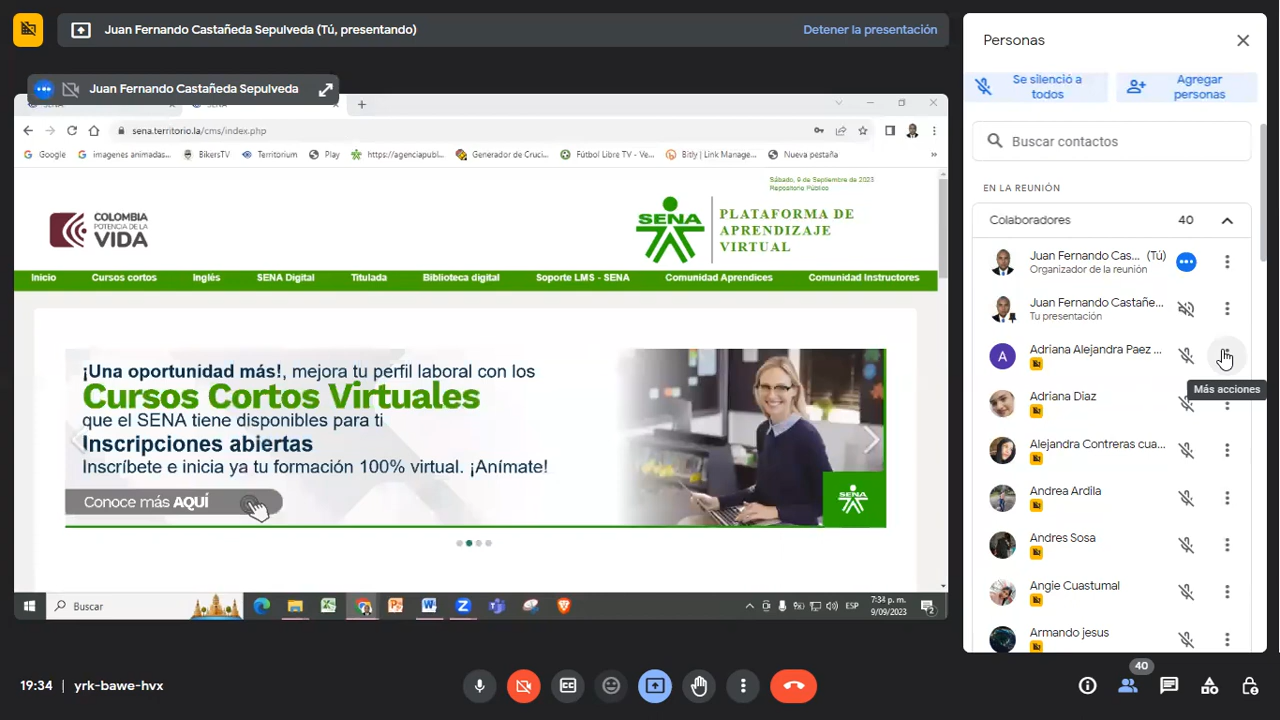 Juan Fernando Castañeda Sepulveda (Tú, presentando)
Detener la presentación
Juan Fernando Castañeda Sepulveda
sena.territorio.la/cms/index.php
Google
imagenes animadas...
BikersTV
Territorium
Play
https://agenciapubl...
Generador de Cruci...
Fútbol Libre TV - Ve...
Bitly | Link Manage...
Nueva pestaña
Sábado, 9 de Septiembre de 2023
Repositorio Público
COLOMBIA
POTENCIA DE LA
VIDA
SENA
PLATAFORMA DE
APRENDIZAJE
VIRTUAL
Inicio
Cursos cortos
Inglés
SENA Digital
Titulada
Biblioteca digital
Soporte LMS - SENA
Comunidad Aprendices
Comunidad Instructores
¡Una oportunidad más!, mejora tu perfil laboral con los
Cursos Cortos Virtuales
que el SENA tiene disponibles para ti
Inscripciones abiertas
Inscríbete e inicia ya tu formación 100% virtual. ¡Anímate!
Conoce más AQUÍ
SENA
Buscar
ESP
7:34 p. m.
9/09/2023
2
19:34 | yrk-bawe-hvx
40
Personas
Se silenció a
todos
Agregar
personas
Buscar contactos
EN LA REUNIÓN
Colaboradores 40
Juan Fernando Cas... (Tú)
Organizador de la reunión
Juan Fernando Castañe...
Tu presentación
Adriana Alejandra Paez ...
A
Más acciones
Adriana Diaz
Alejandra Contreras cua...
Andrea Ardila
Andres Sosa
Angie Cuastumal
Armando jesus